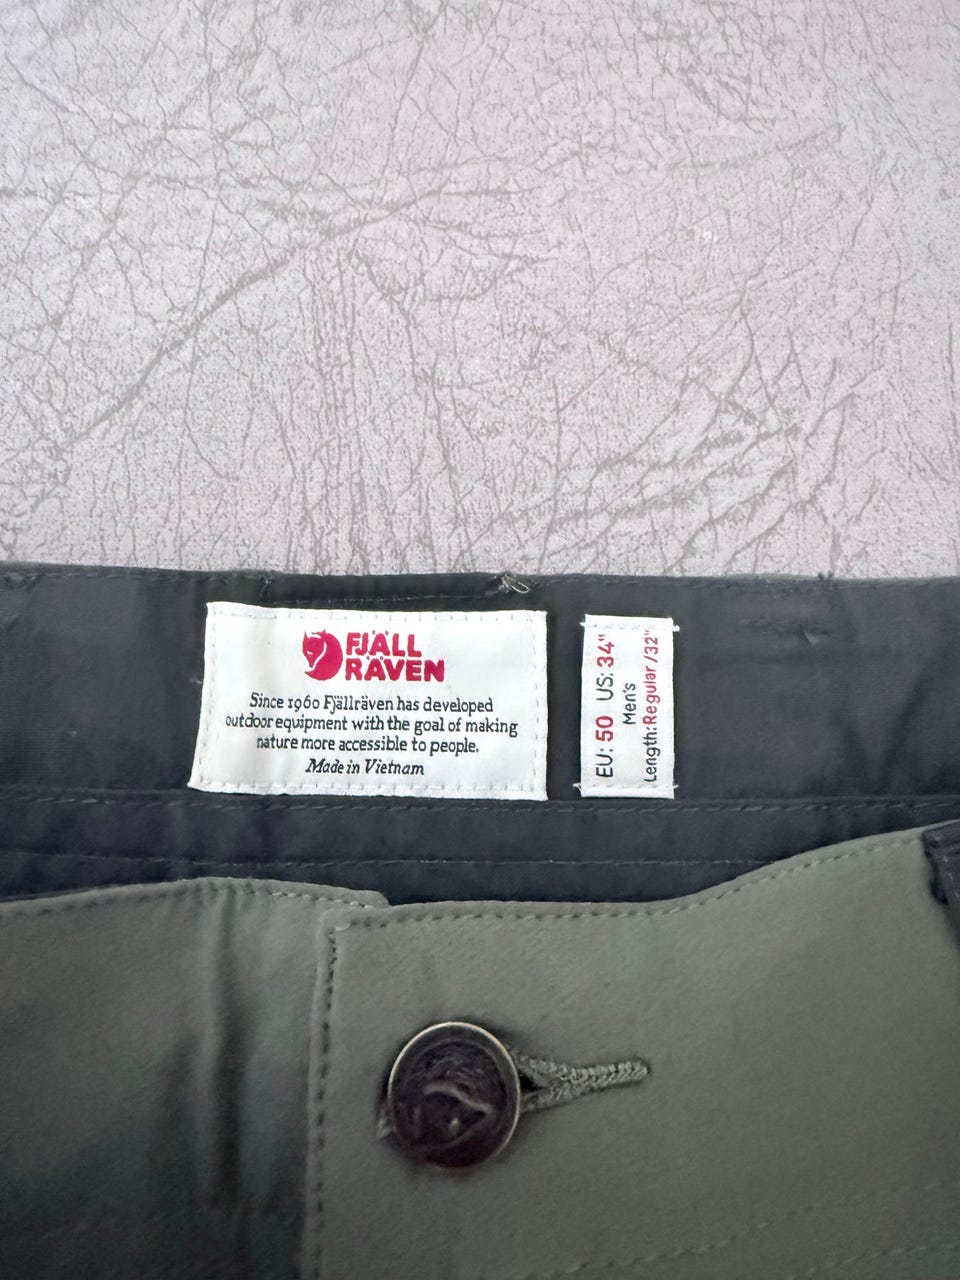 FJÄLL
RÄVEN
Since 1960 Fjällräven has developed
outdoor equipment with the goal of making
nature more accessible to people.
Made in Vietnam
EU: 50 US: 34"
Men's
Length: Regular /32"